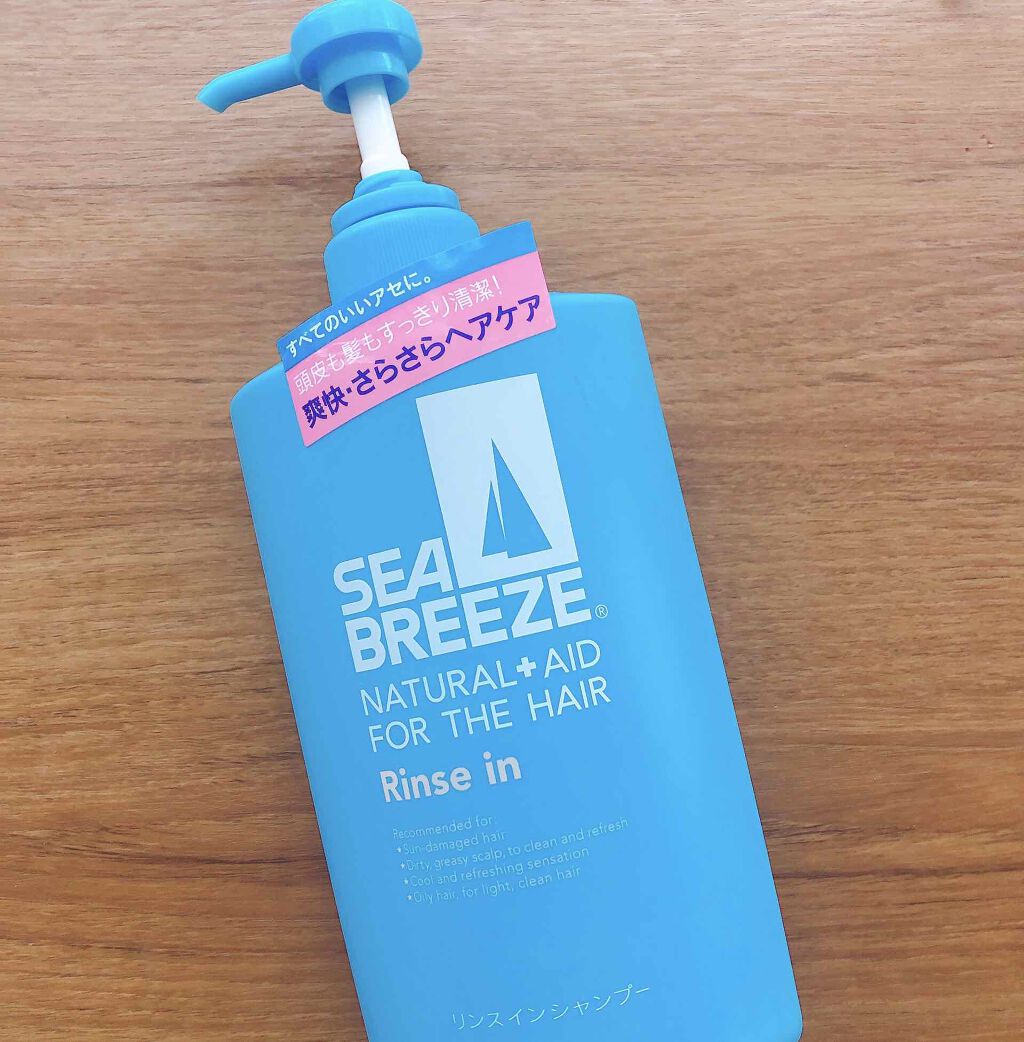 すべてのいいアセに。
頭皮も髪もすっきり清潔!
爽快・さらさらヘアケア
SEA
BREEZE®
NATURAL+AID
FOR THE HAIR
Rinse in
Recommended for:
★Sun-damaged hair
★Dirty, greasy scalp, to clean and refresh
★Cool and refreshing sensation
★Oily hair, for light, clean hair
リンスインシャンプー